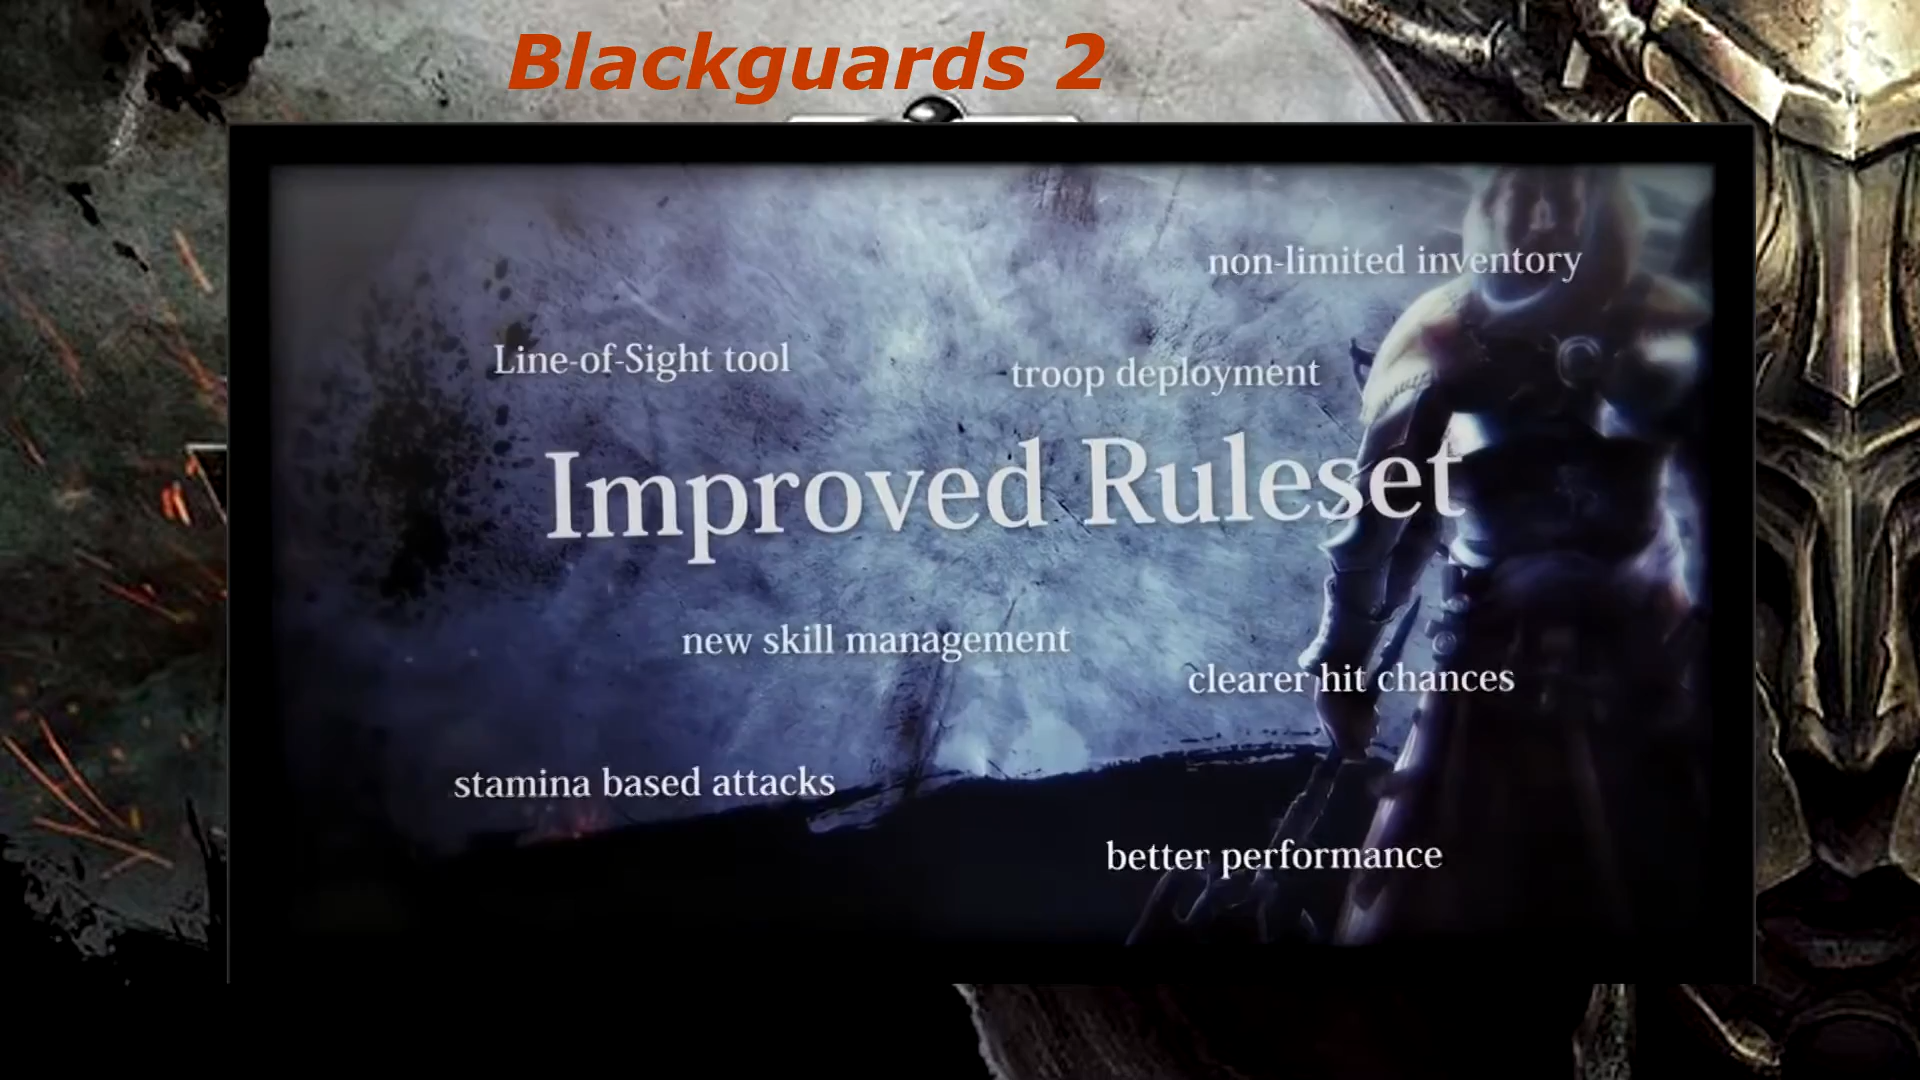 Blackguards 2
non-limited inventory
Line-of-Sight tool
troop deployment
Improved Ruleset
new skill management
clearer hit chances
stamina based attacks
better performance